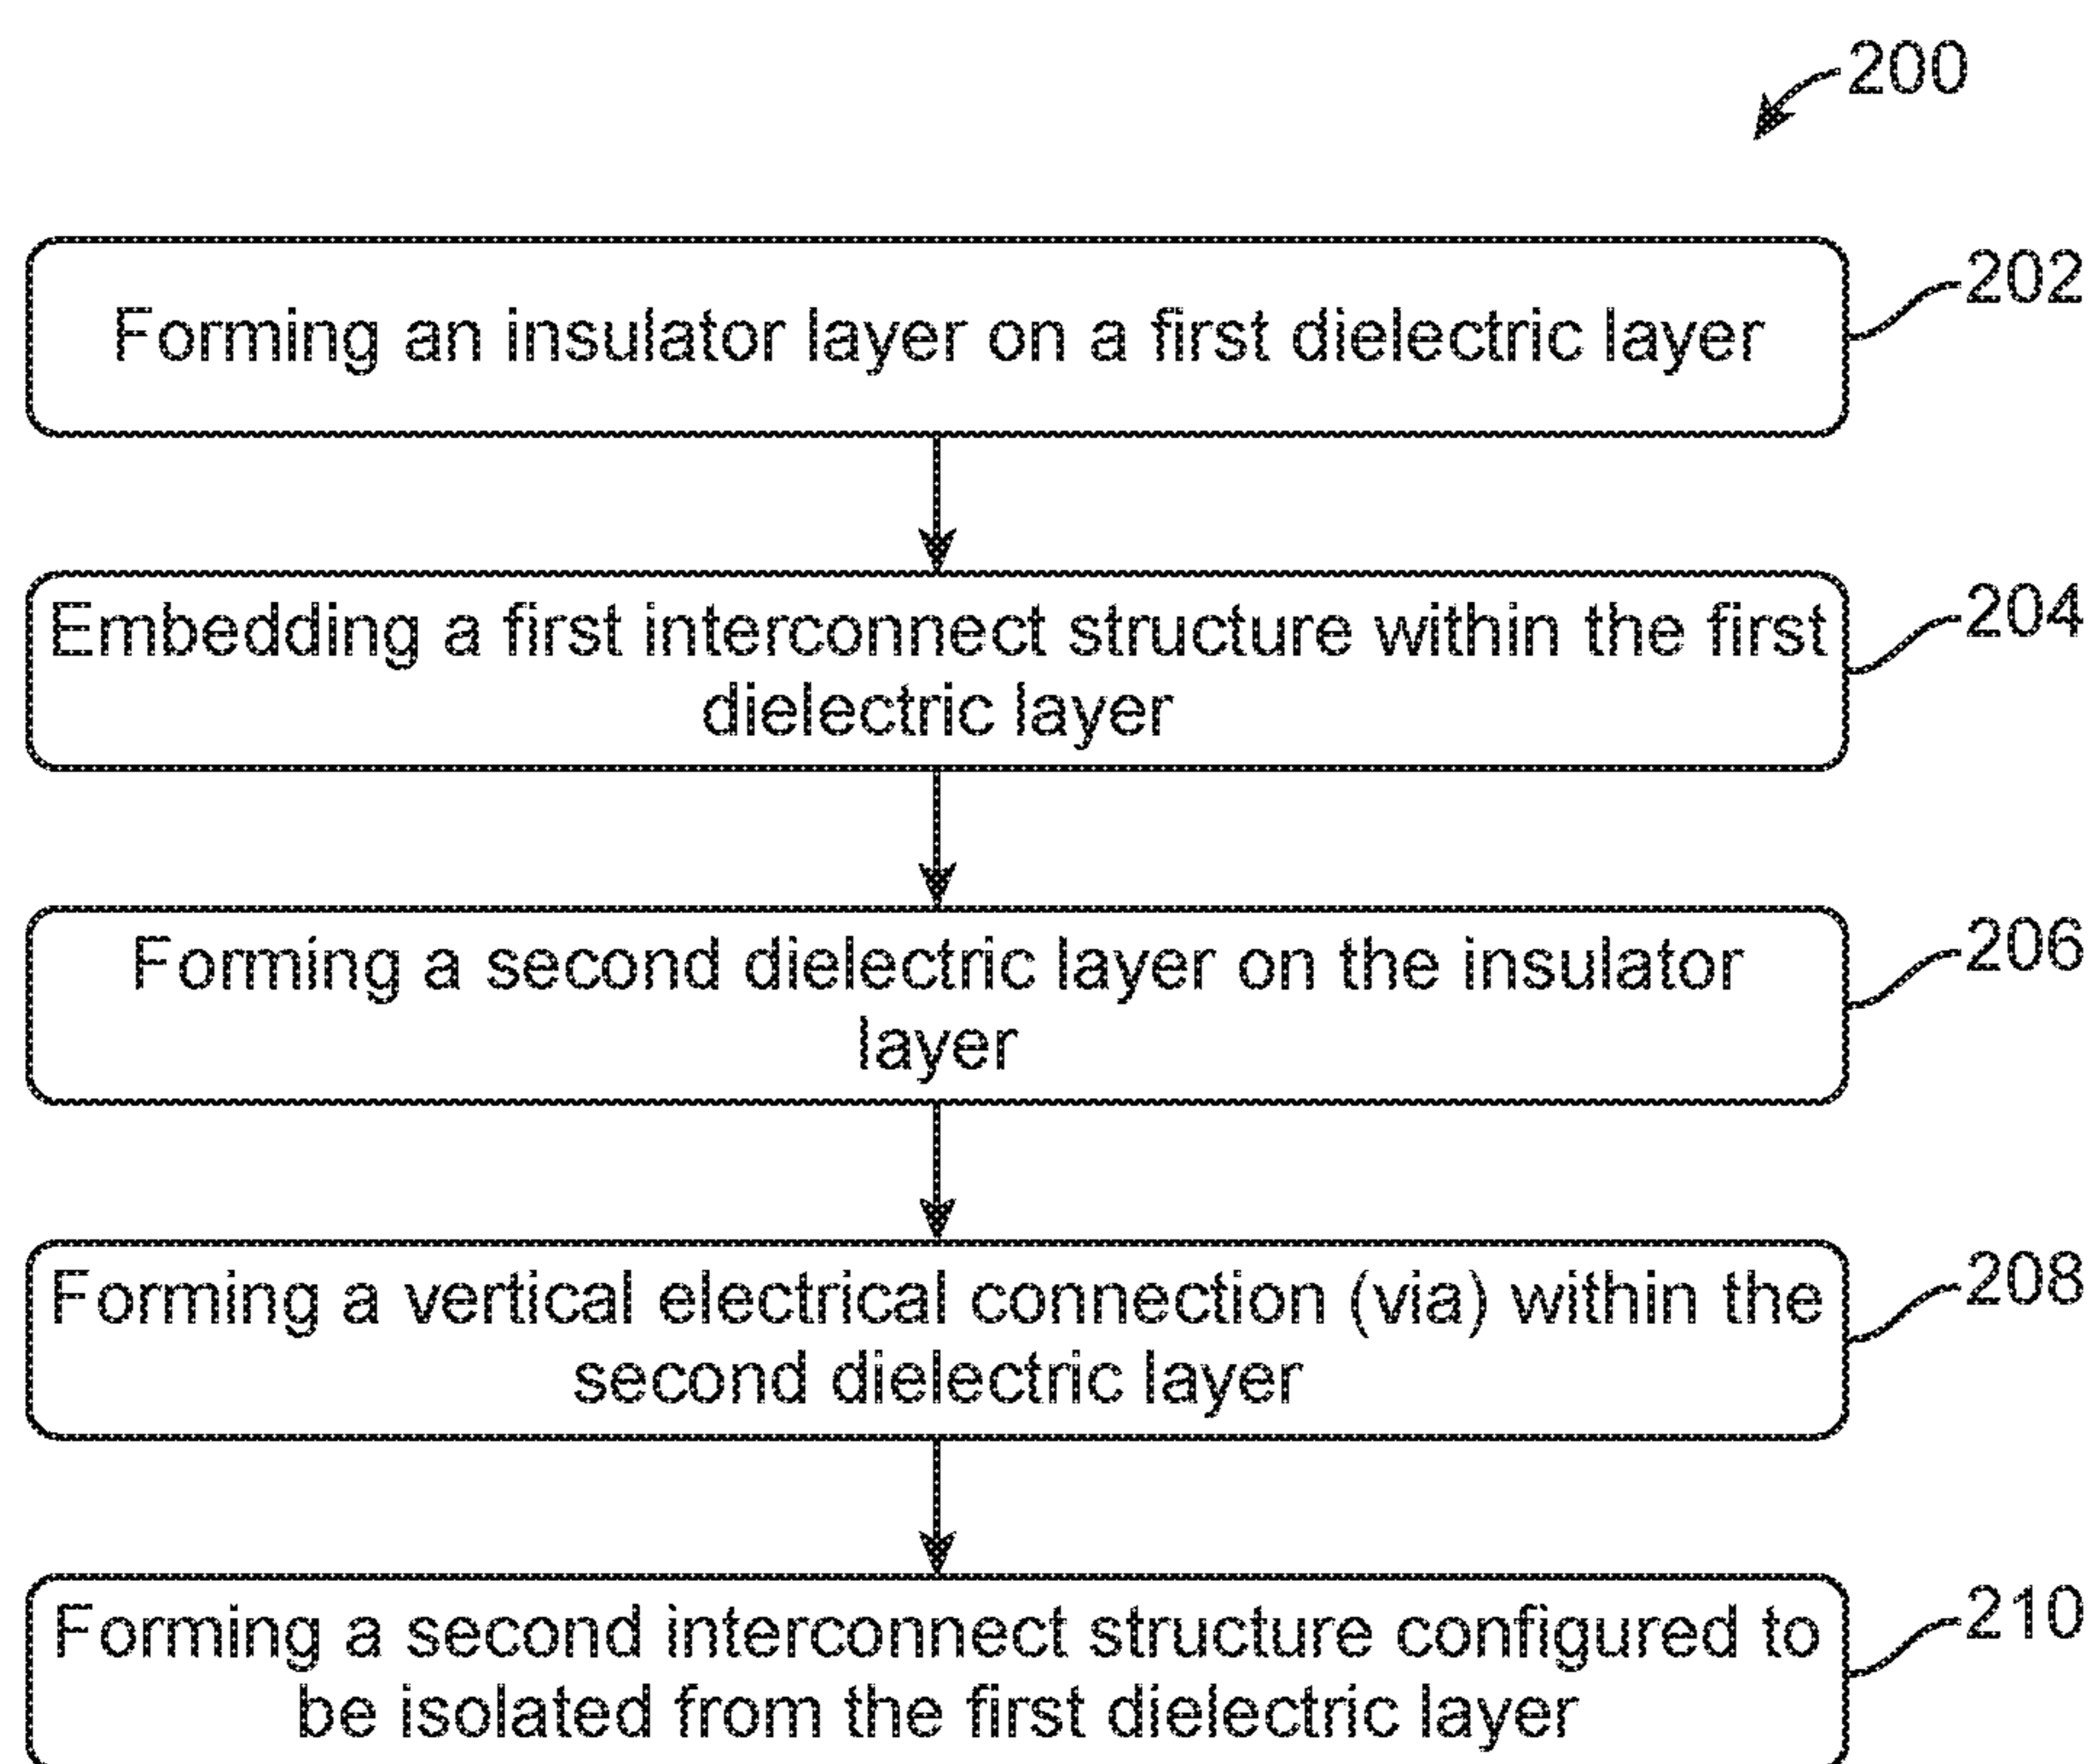 200
Forming an insulator layer on a first dielectric layer
202
Embedding a first interconnect structure within the first
dielectric layer
204
Forming a second dielectric layer on the insulator
layer
206
Forming a vertical electrical connection (via) within the
second dielectric layer
208
Forming a second interconnect structure configured to
be isolated from the first dielectric layer
210